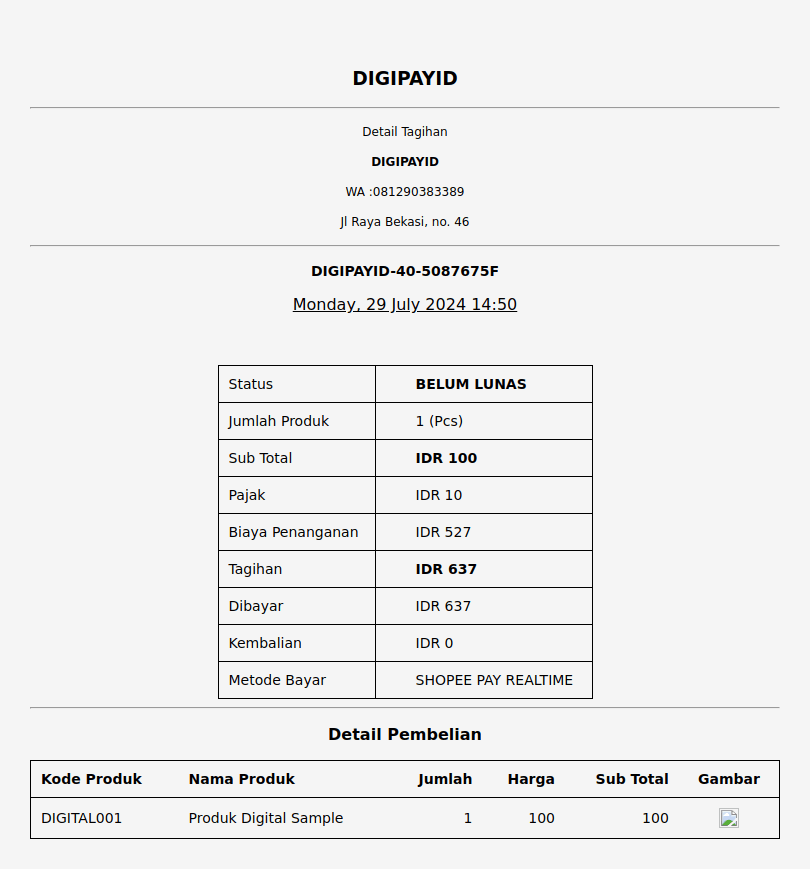 DIGIPAYID
Detail Tagihan
DIGIPAYID
WA :081290383389
Jl Raya Bekasi, no. 46
DIGIPAYID-40-5087675F
Monday, 29 July 2024 14:50
Status BELUM LUNAS
Jumlah Produk 1 (Pcs)
Sub Total IDR 100
Pajak IDR 10
Biaya Penanganan IDR 527
Tagihan IDR 637
Dibayar IDR 637
Kembalian IDR 0
Metode Bayar SHOPEE PAY REALTIME
Detail Pembelian
Kode Produk Nama Produk Jumlah Harga Sub Total Gambar
DIGITAL001 Produk Digital Sample 1 100 100